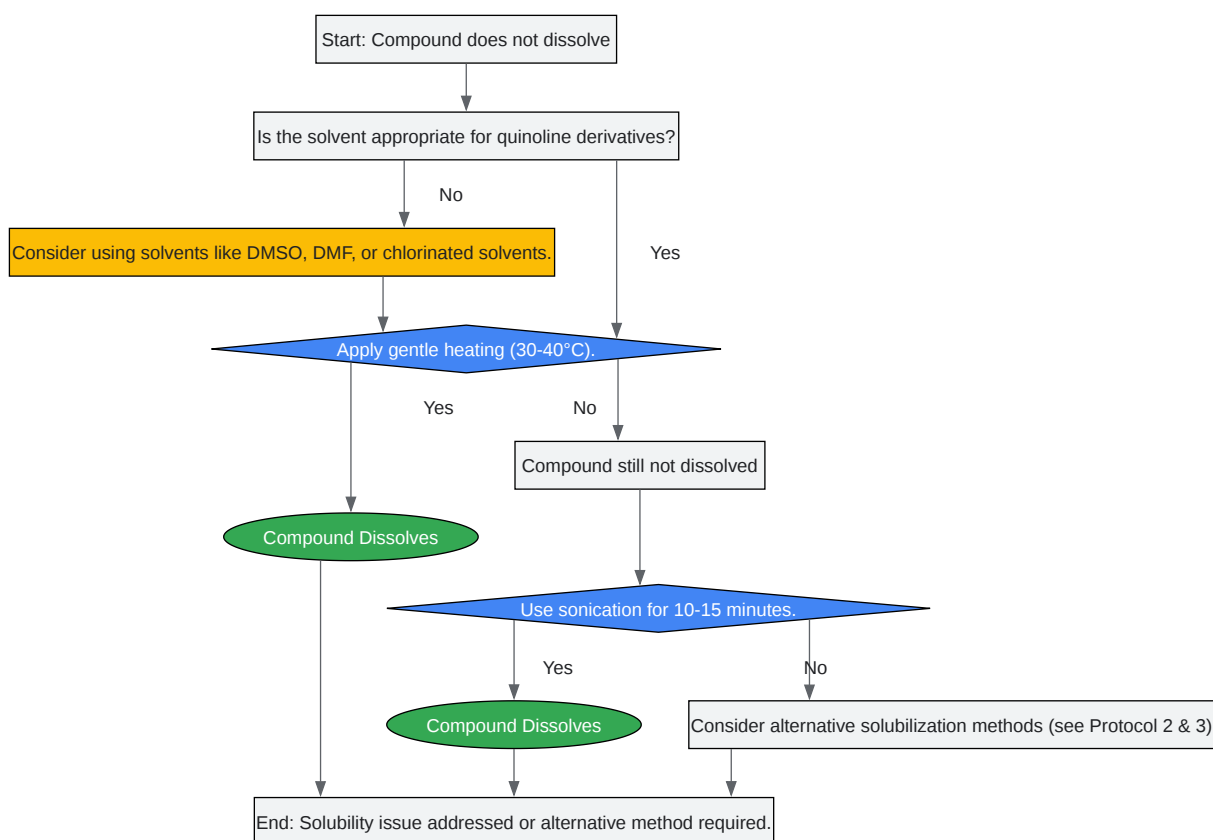 Start: Compound does not dissolve
Is the solvent appropriate for quinoline derivatives?
No
Consider using solvents like DMSO, DMF, or chlorinated solvents.
Yes
Apply gentle heating (30-40°C).
Yes
No
Compound still not dissolved
Compound Dissolves
Use sonication for 10-15 minutes.
Yes
No
Compound Dissolves
Consider alternative solubilization methods (see Protocol 2 & 3)
End: Solubility issue addressed or alternative method required.